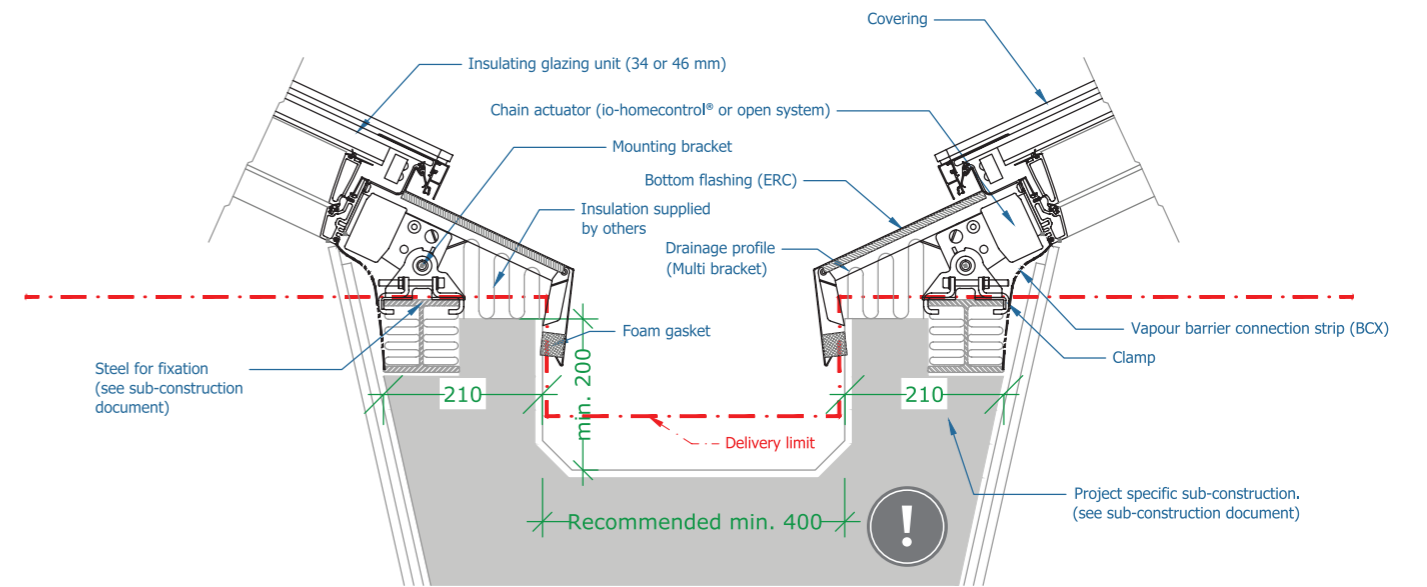 Covering
Insulating glazing unit (34 or 46 mm)
Chain actuator (io-homecontrol® or open system)
Mounting bracket
Bottom flashing (ERC)
Insulation supplied
by others
Drainage profile
(Multi bracket)
Foam gasket
Vapour barrier connection strip (BCX)
Clamp
Steel for fixation
(see sub-construction
document)
210
min. 200
210
Delivery limit
Project specific sub-construction.
(see sub-construction document)
Recommended min. 400
!